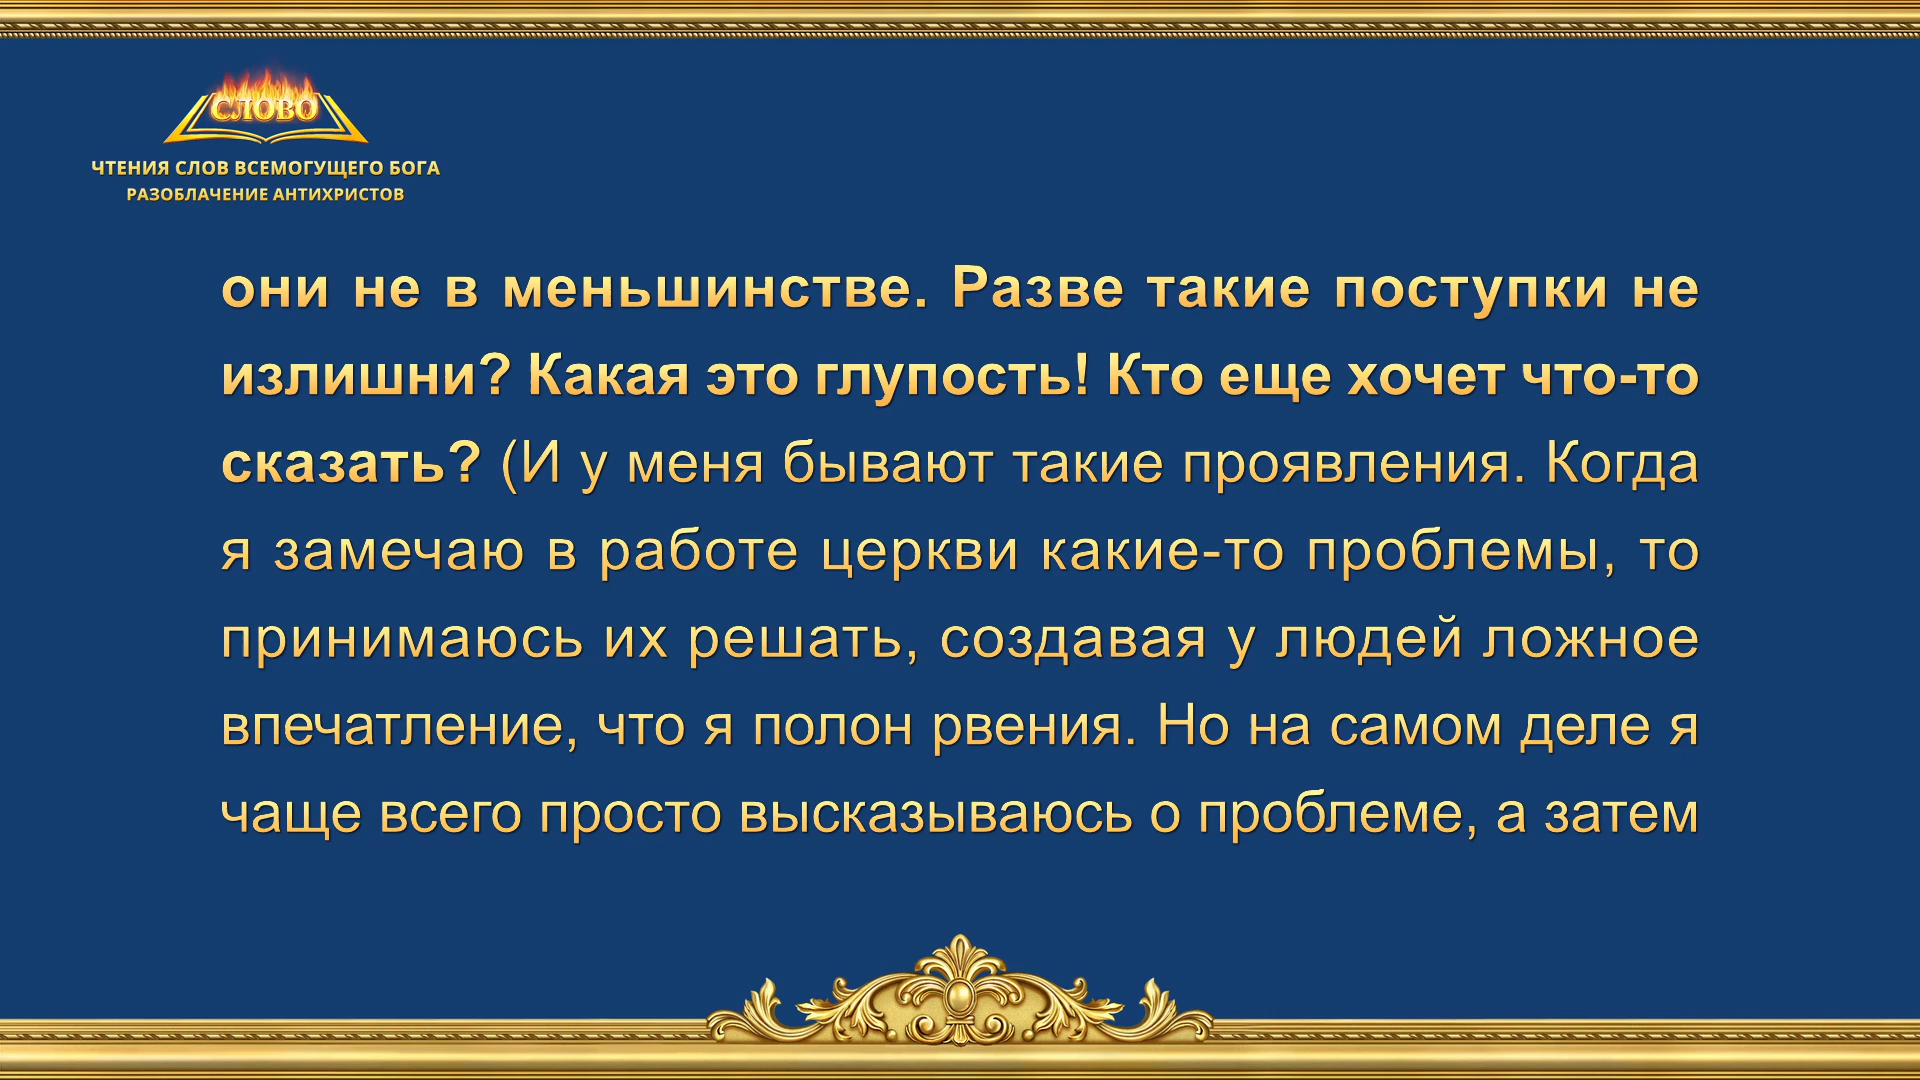 СЛОВО
ЧТЕНИЯ СЛОВ ВСЕМОГУЩЕГО БОГА
РАЗОБЛАЧЕНИЕ АНТИХРИСТОВ
они не в меньшинстве. Разве такие поступки не
излишни? Какая это глупость! Кто еще хочет что-то
сказать? (И у меня бывают такие проявления. Когда
я замечаю в работе церкви какие-то проблемы, то
принимаюсь их решать, создавая у людей ложное
впечатление, что я полон рвения. Но на самом деле я
чаще всего просто высказываюсь о проблеме, а затем